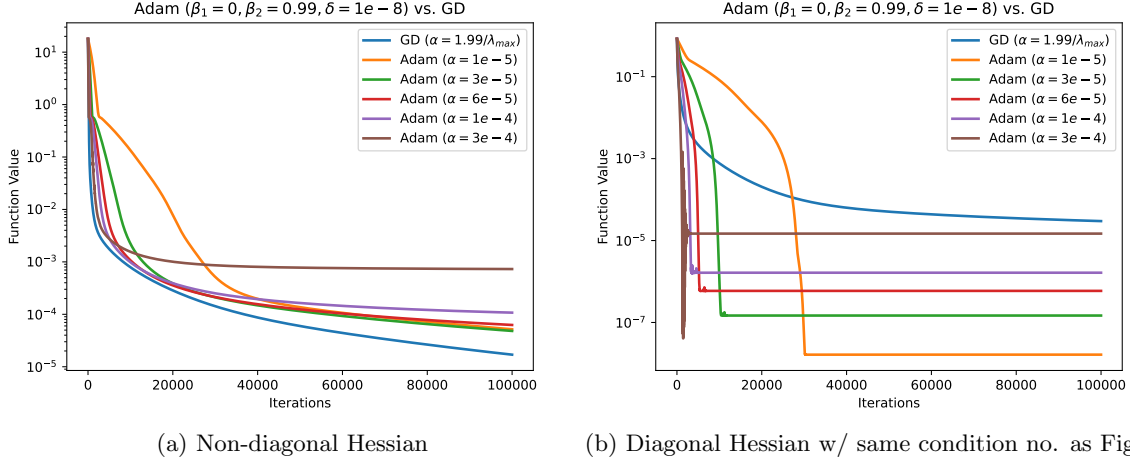 Adam (β₁ = 0, β₂ = 0.99, δ = 1e − 8) vs. GD
Function Value
10¹
10⁰
10⁻¹
10⁻²
10⁻³
10⁻⁴
10⁻⁵
GD (α = 1.99/λₘₐₓ)
Adam (α = 1e − 5)
Adam (α = 3e − 5)
Adam (α = 6e − 5)
Adam (α = 1e − 4)
Adam (α = 3e − 4)
0 20000 40000 60000 80000 100000
Iterations
(a) Non-diagonal Hessian
Adam (β₁ = 0, β₂ = 0.99, δ = 1e − 8) vs. GD
Function Value
10⁻¹
10⁻³
10⁻⁵
10⁻⁷
GD (α = 1.99/λₘₐₓ)
Adam (α = 1e − 5)
Adam (α = 3e − 5)
Adam (α = 6e − 5)
Adam (α = 1e − 4)
Adam (α = 3e − 4)
0 20000 40000 60000 80000 100000
Iterations
(b) Diagonal Hessian w/ same condition no. as Fig